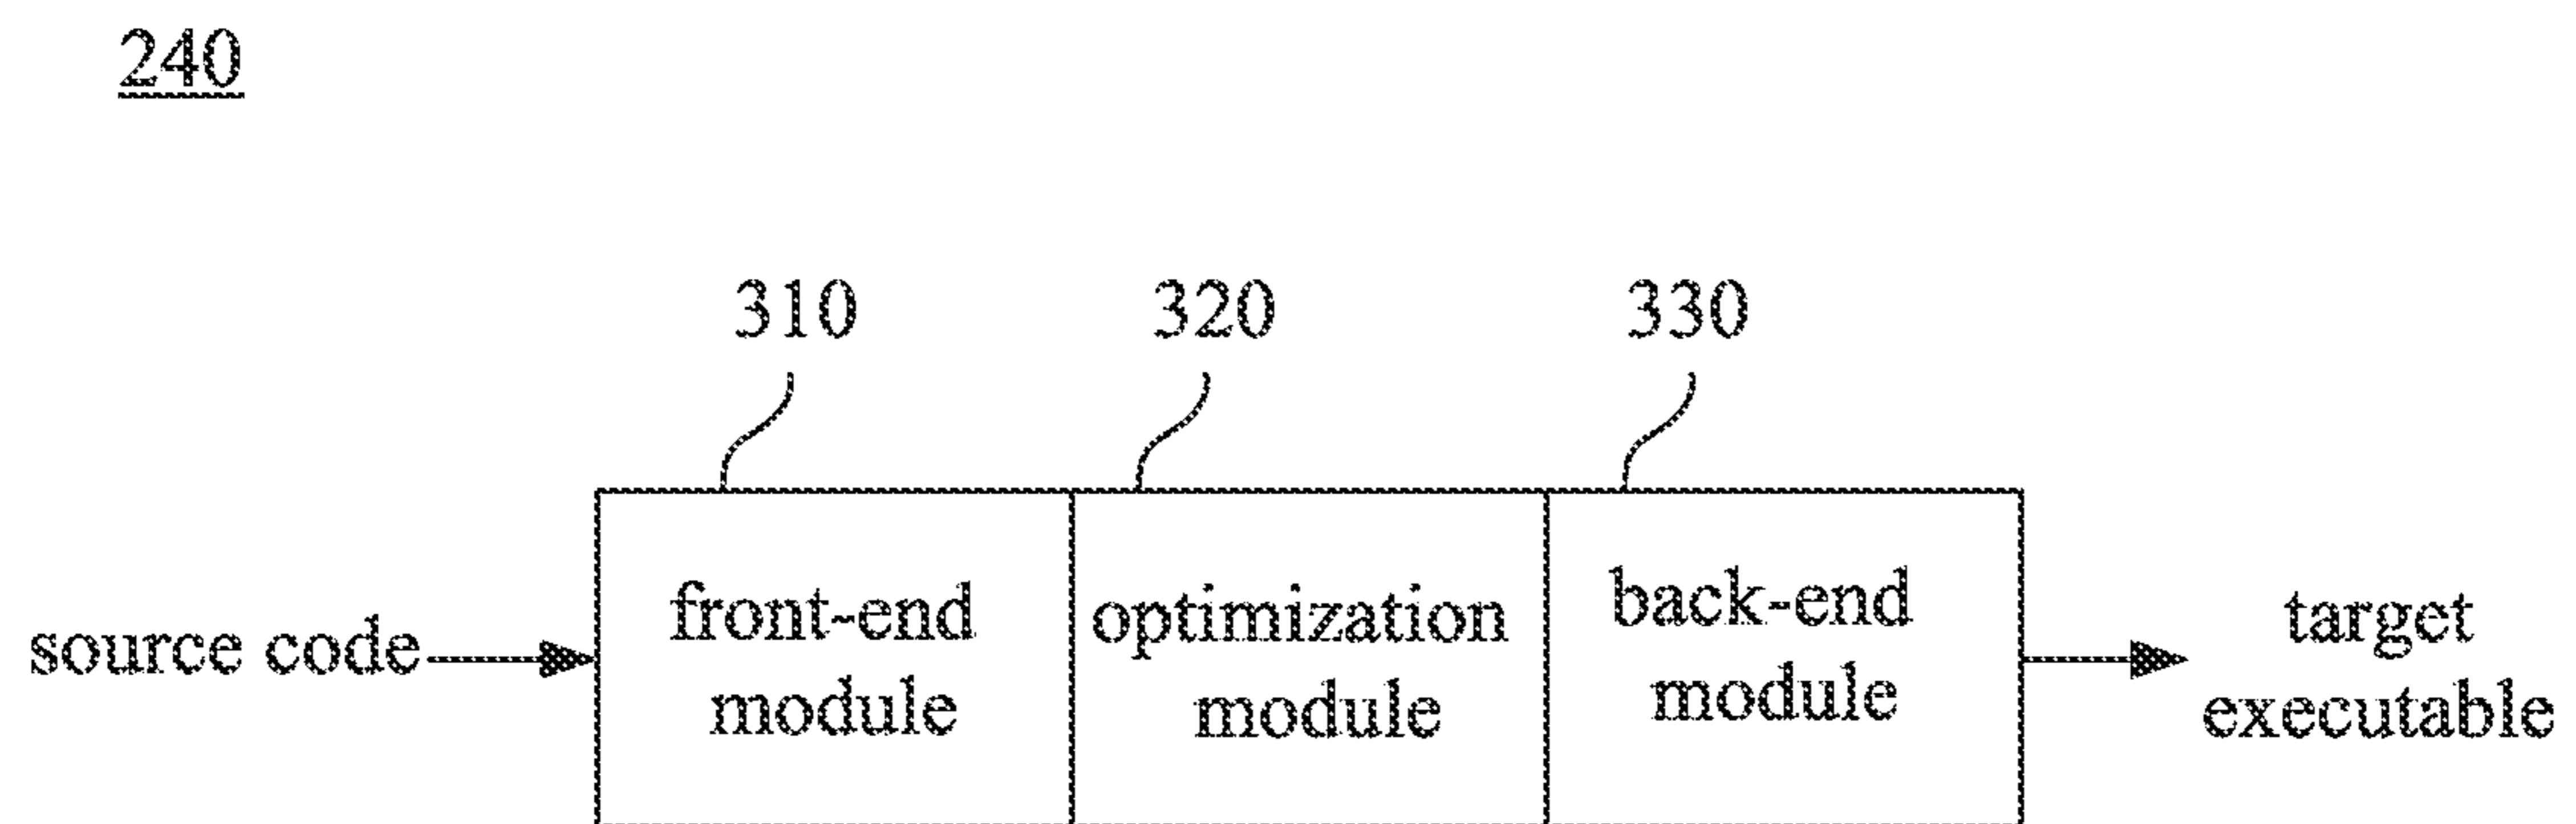 240
310
320
330
source code
front-end
module
optimization
module
back-end
module
target
executable